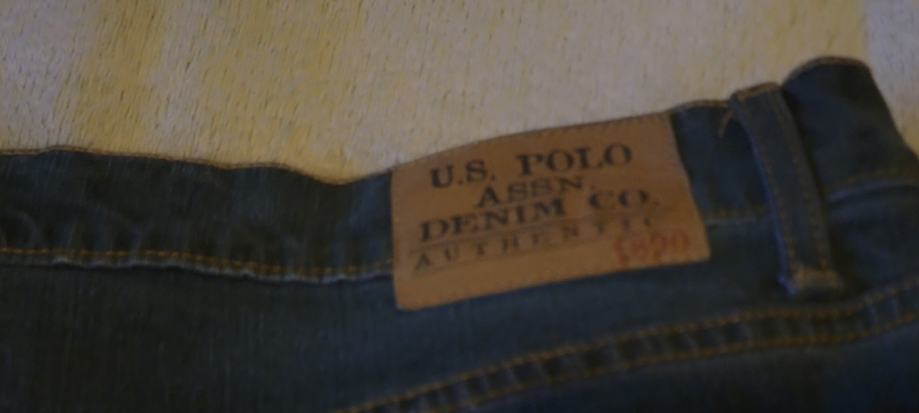 U.S. POLO
ASSN.
DENIM CO.
AUTHENTIC
1890